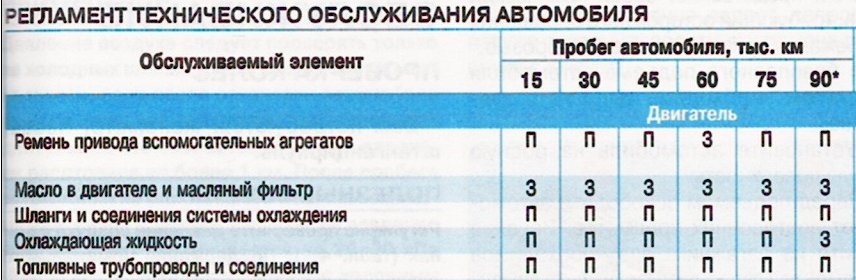 РЕГЛАМЕНТ ТЕХНИЧЕСКОГО ОБСЛУЖИВАНИЯ АВТОМОБИЛЯ
Обслуживаемый элемент Пробег автомобиля, тыс. км
15 30 45 60 75 90*
Двигатель
Ремень привода вспомогательных агрегатов П П П З П П
Масло в двигателе и масляный фильтр З З З З З З
Шланги и соединения системы охлаждения П П П П П П
Охлаждающая жидкость П П П П П З
Топливные трубопроводы и соединения П П П П П П